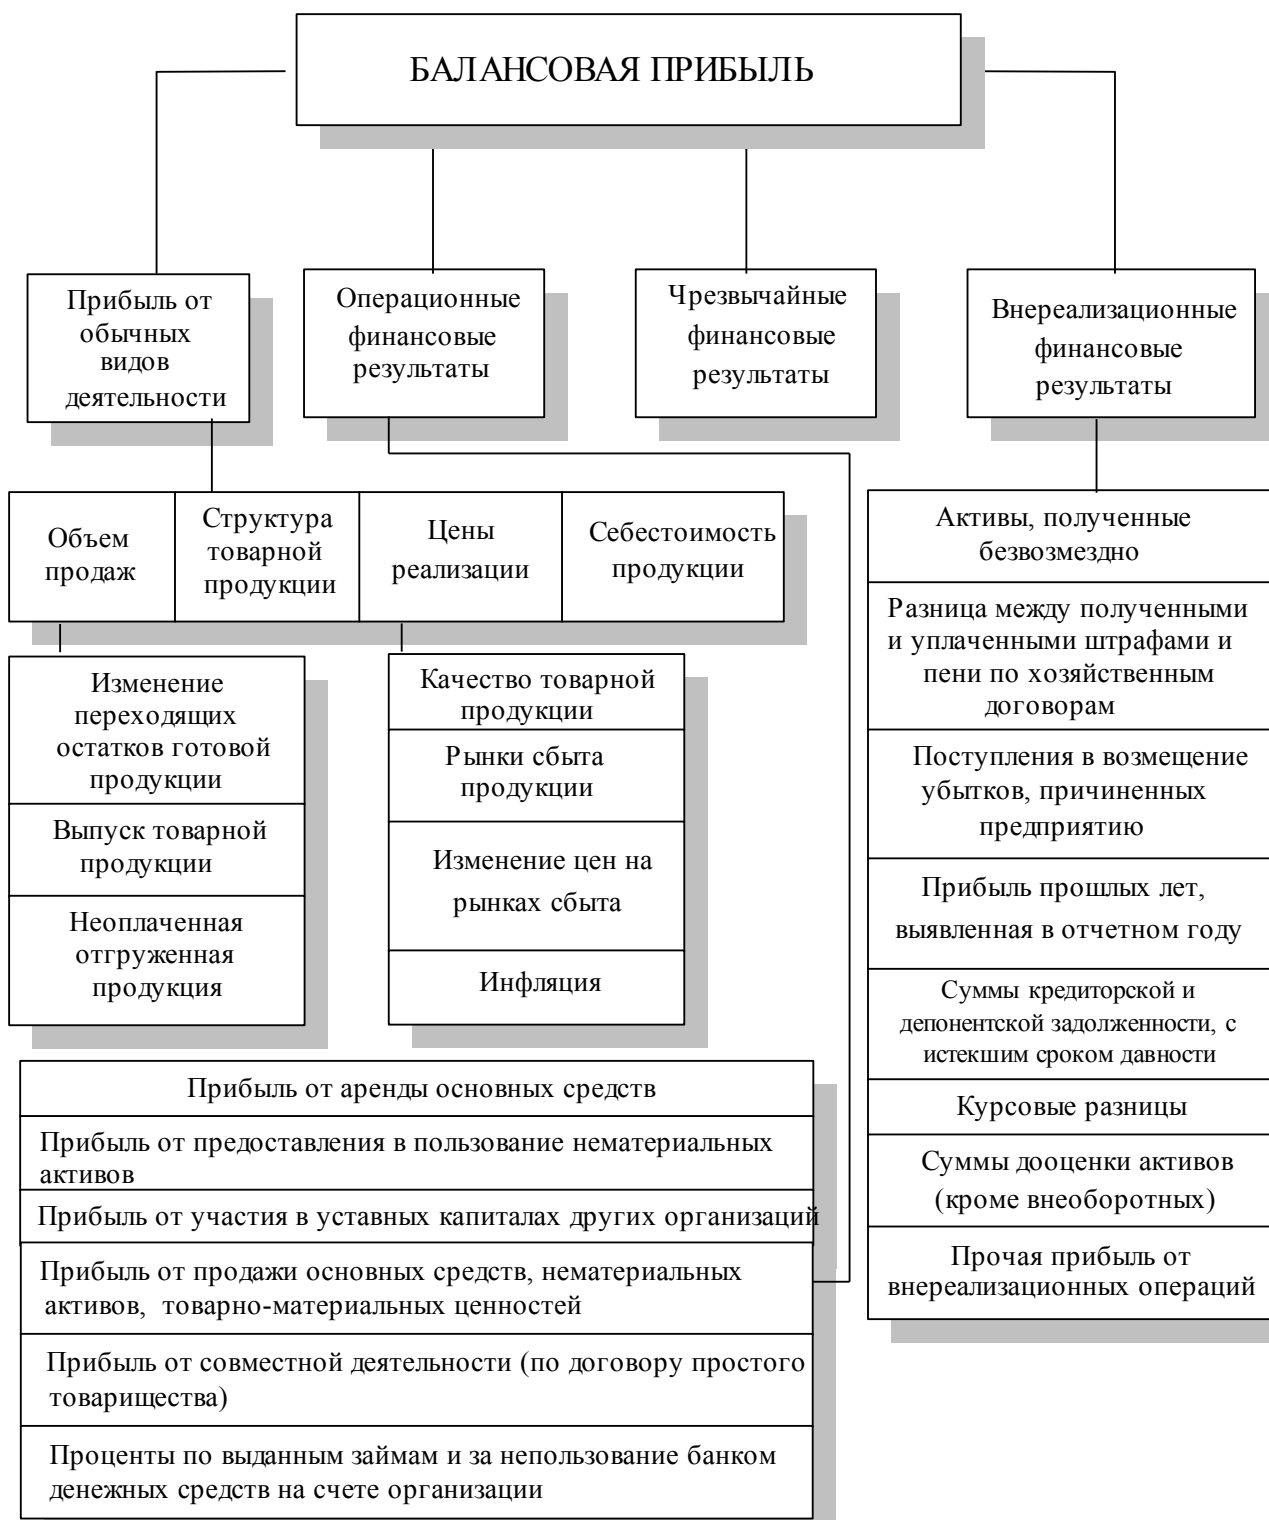 БАЛАНСОВАЯ ПРИБЫЛЬ
Прибыль от
обычных
видов
деятельности
Операционные
финансовые
результаты
Чрезвычайные
финансовые
результаты
Внереализационные
финансовые
результаты
Объем
продаж
Структура
товарной
продукции
Цены
реализации
Себестоимость
продукции
Изменение
переходящих
остатков готовой
продукции
Выпуск товарной
продукции
Неоплаченная
отгруженная
продукция
Качество товарной
продукции
Рынки сбыта
продукции
Изменение цен на
рынках сбыта
Инфляция
Активы, полученные
безвозмездно
Разница между полученными
и уплаченными штрафами и
пени по хозяйственным
договорам
Поступления в возмещение
убытков, причиненных
предприятию
Прибыль прошлых лет,
выявленная в отчетном году
Суммы кредиторской и
депонентской задолженности, с
истекшим сроком давности
Курсовые разницы
Суммы дооценки активов
(кроме внеоборотных)
Прочая прибыль от
внереализационных операций
Прибыль от аренды основных средств
Прибыль от предоставления в пользование нематериальных
активов
Прибыль от участия в уставных капиталах других организаций
Прибыль от продажи основных средств, нематериальных
активов, товарно-материальных ценностей
Прибыль от совместной деятельности (по договору простого
товарищества)
Проценты по выданным займам и за непользование банком
денежных средств на счете организации